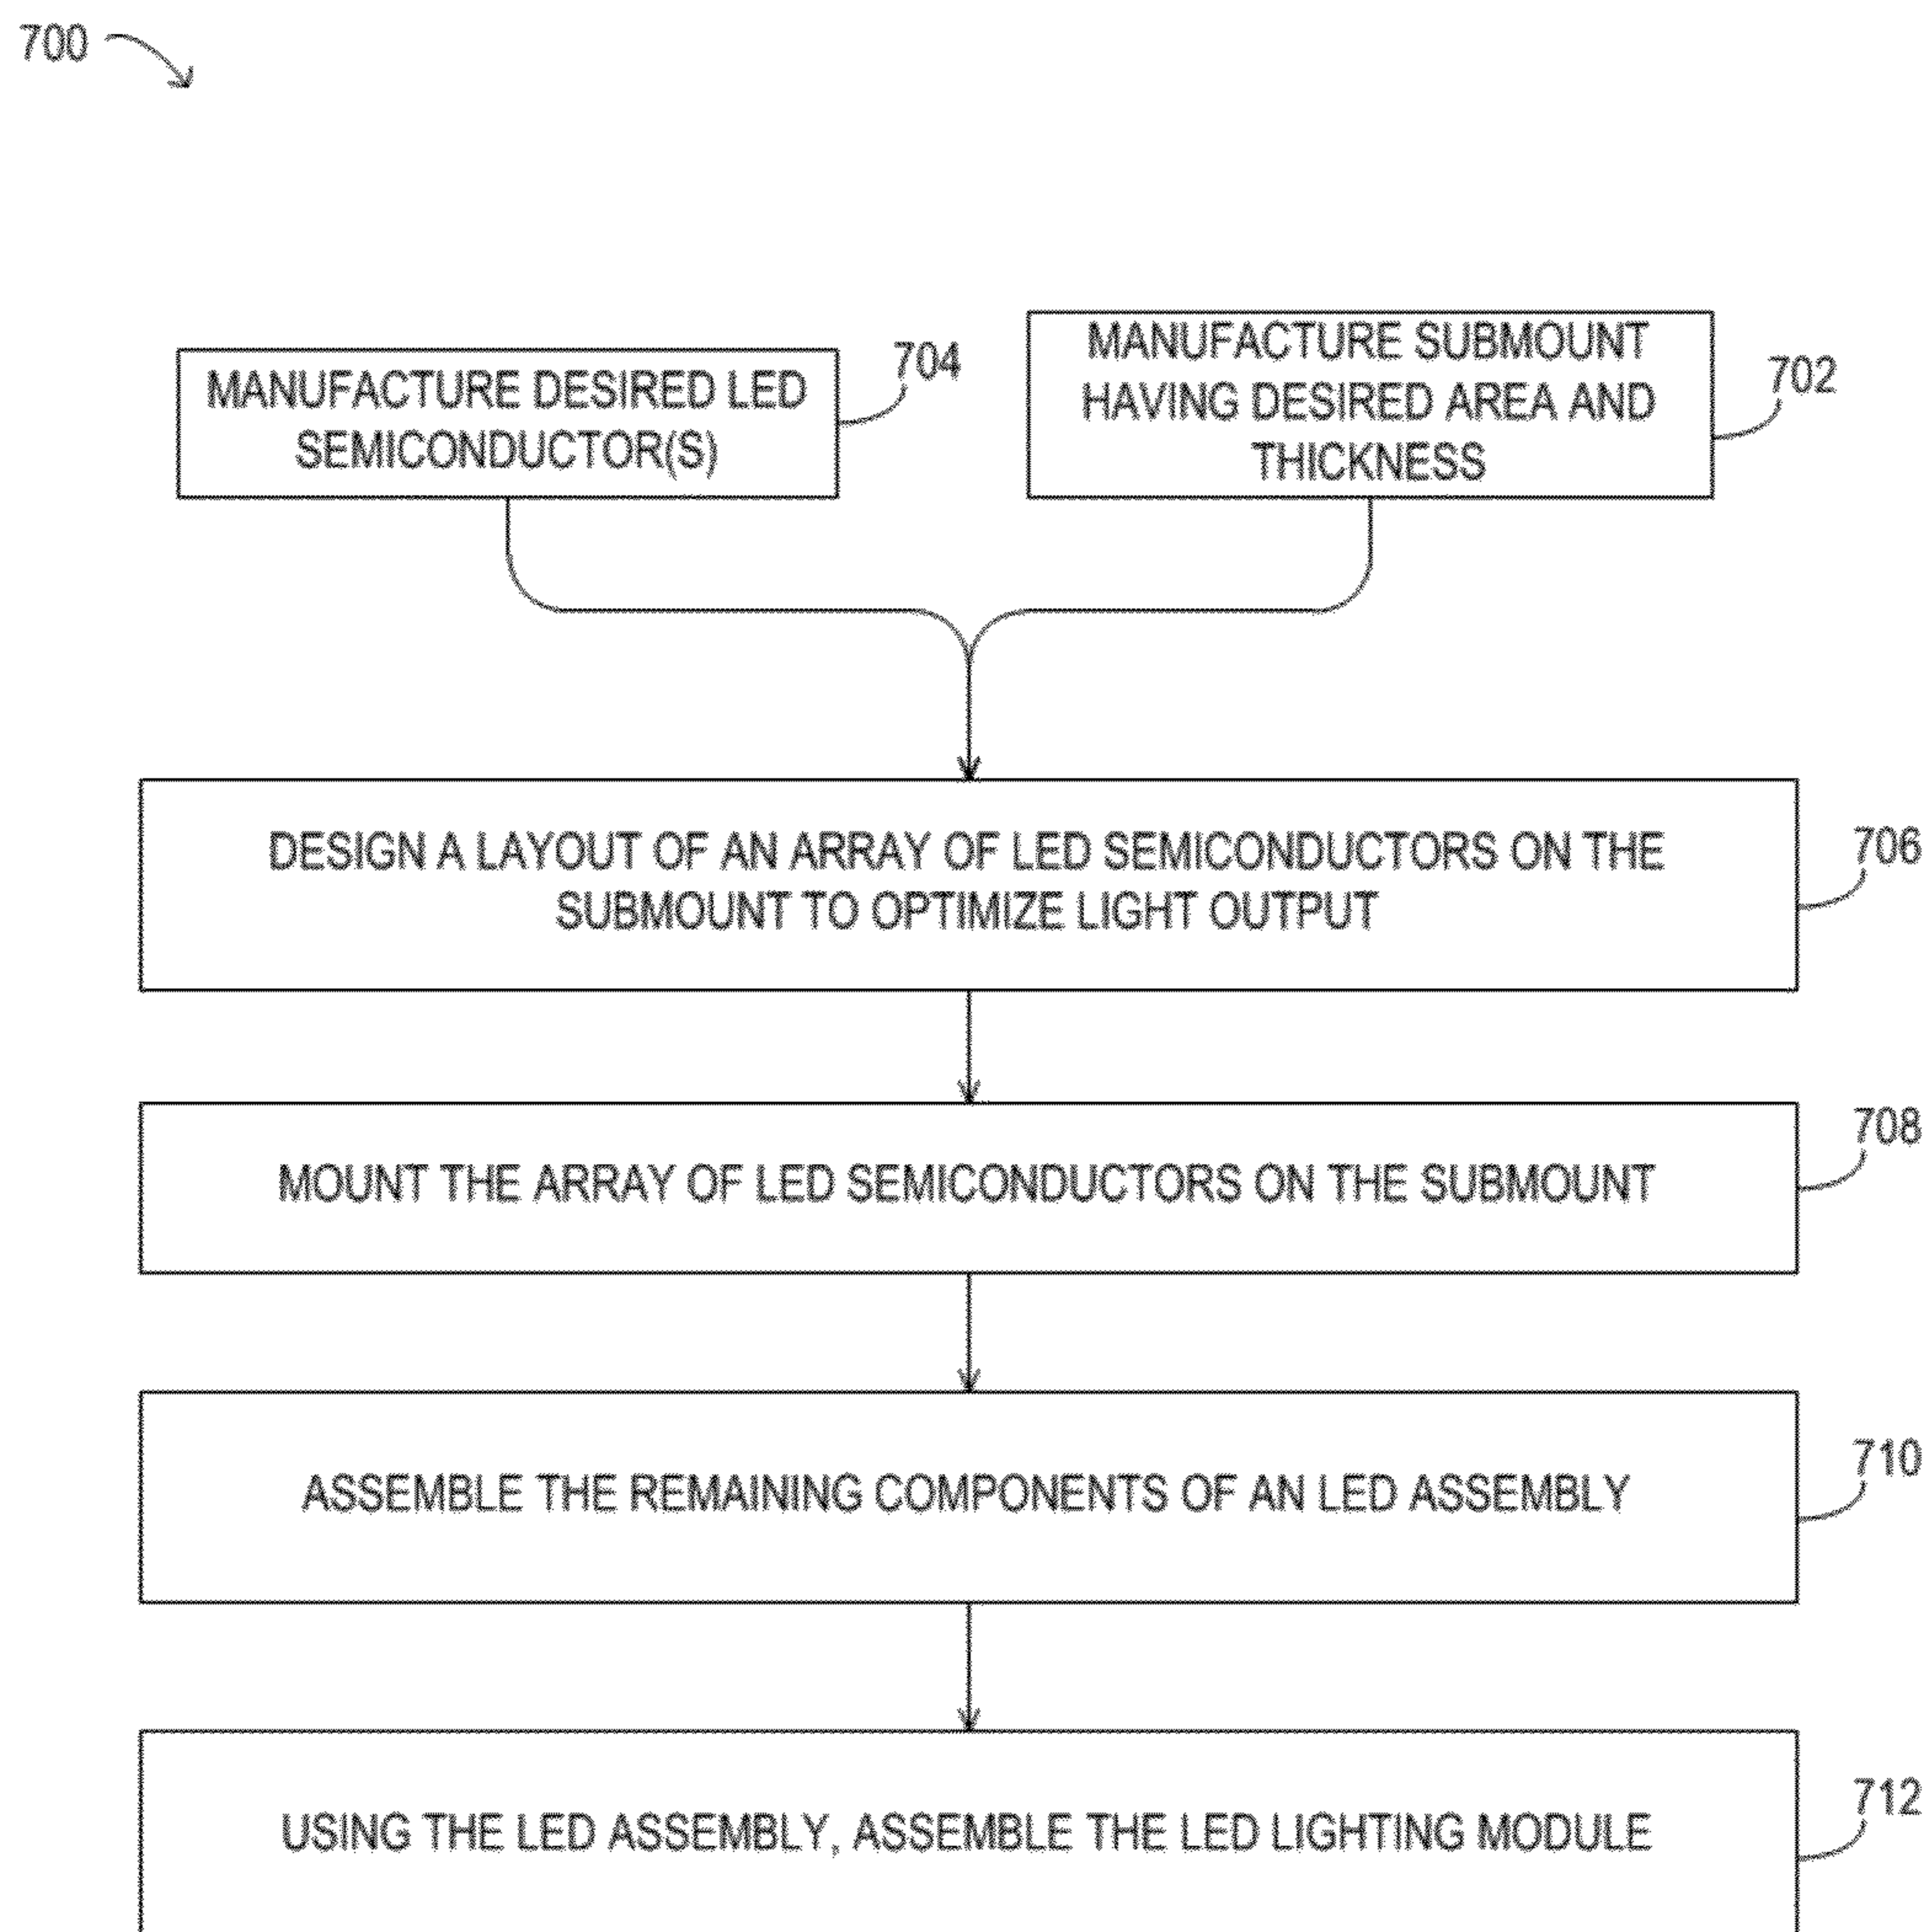 700
MANUFACTURE DESIRED LED
SEMICONDUCTOR(S)
704
MANUFACTURE SUBMOUNT
HAVING DESIRED AREA AND
THICKNESS
702
DESIGN A LAYOUT OF AN ARRAY OF LED SEMICONDUCTORS ON THE
SUBMOUNT TO OPTIMIZE LIGHT OUTPUT
706
MOUNT THE ARRAY OF LED SEMICONDUCTORS ON THE SUBMOUNT
708
ASSEMBLE THE REMAINING COMPONENTS OF AN LED ASSEMBLY
710
USING THE LED ASSEMBLY, ASSEMBLE THE LED LIGHTING MODULE
712